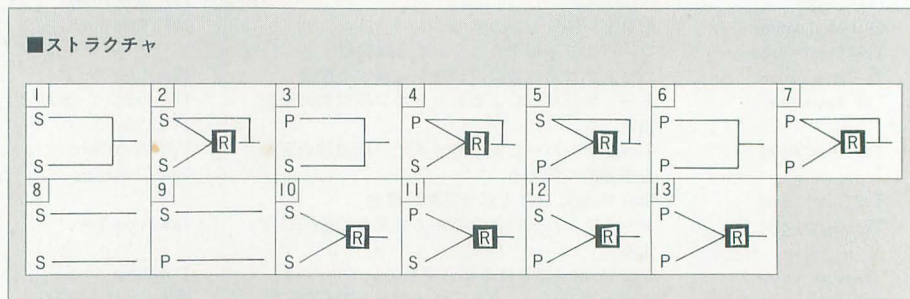 ■ストラクチャ
1 2 3 4 5 6 7
S S P P S P P
R R R R
S S S S P P P
8 9 10 11 12 13
S S S P S P
R R R R
S P S S P P